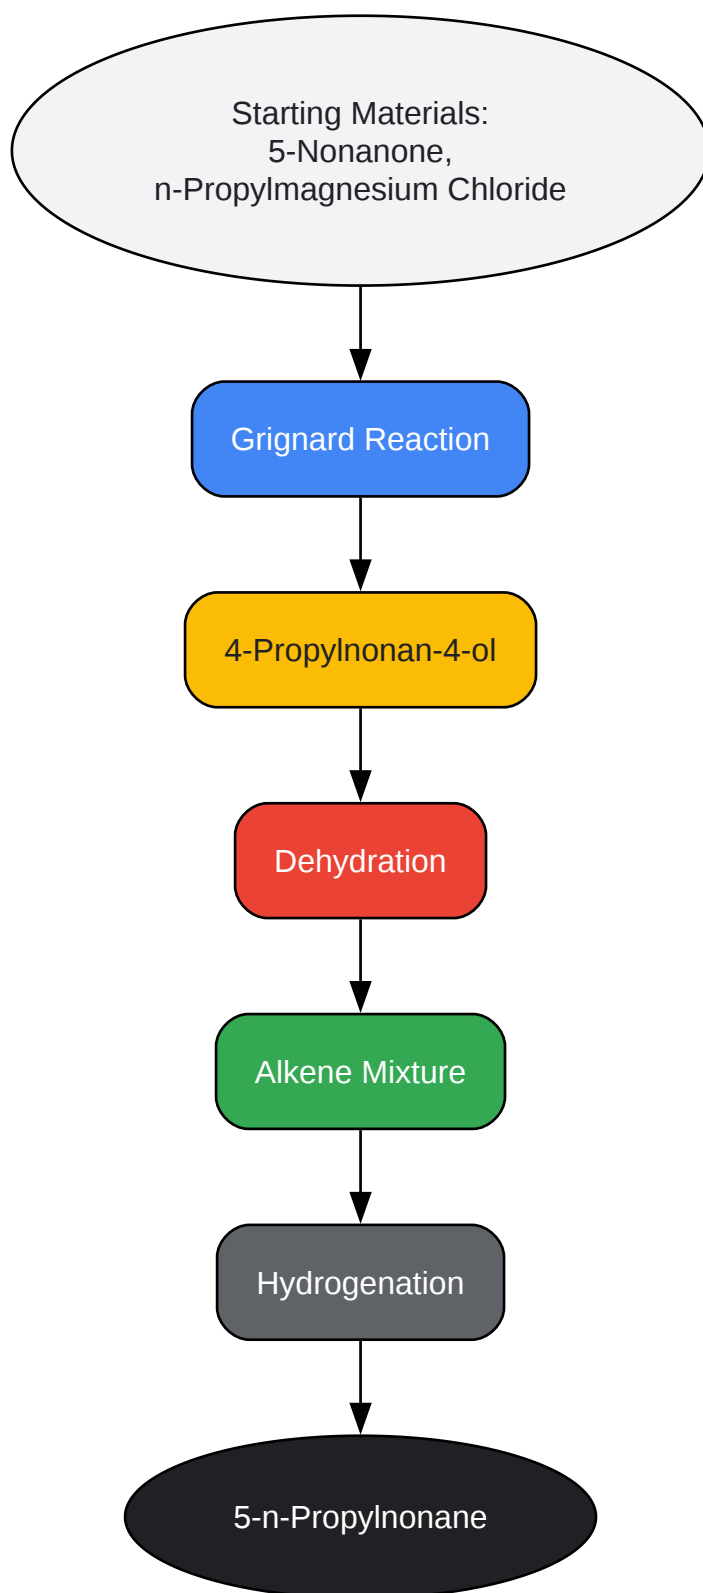 Starting Materials:
5-Nonanone,
n-Propylmagnesium Chloride
Grignard Reaction
4-Propylnonan-4-ol
Dehydration
Alkene Mixture
Hydrogenation
5-n-Propylnonane